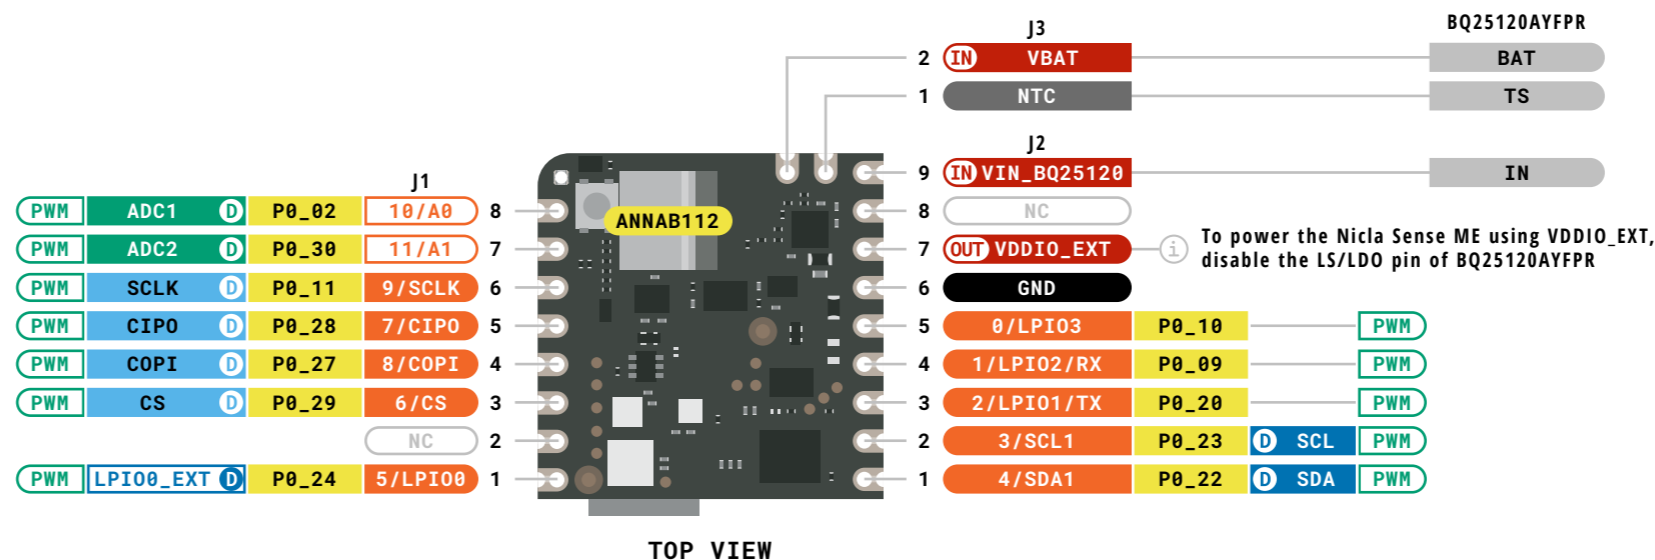 J3
BQ25120AYFPR
2 IN VBAT BAT
1 NTC TS
J2
9 IN VIN_BQ25120 IN
8 NC
7 OUT VDDIO_EXT i To power the Nicla Sense ME using VDDIO_EXT,
disable the LS/LDO pin of BQ25120AYFPR
6 GND
5 0/LPIO3 P0_10 PWM
4 1/LPIO2/RX P0_09 PWM
3 2/LPIO1/TX P0_20 PWM
2 3/SCL1 P0_23 D SCL PWM
1 4/SDA1 P0_22 D SDA PWM
J1
PWM ADC1 D P0_02 10/A0 8
PWM ADC2 D P0_30 11/A1 7
PWM SCLK D P0_11 9/SCLK 6
PWM CIPO D P0_28 7/CIPO 5
PWM COPI D P0_27 8/COPI 4
PWM CS D P0_29 6/CS 3
NC 2
PWM LPIO0_EXT D P0_24 5/LPIO0 1
ANNAB112
TOP VIEW